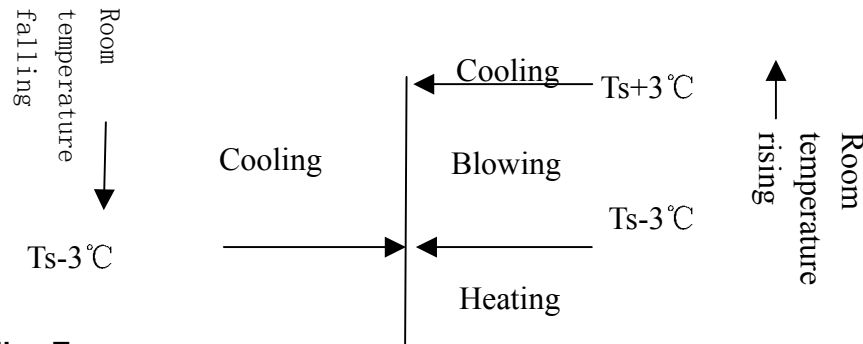 Room
temperature
falling
Cooling
Ts+3℃
Cooling
Blowing
Room
temperature
rising
Ts-3℃
Ts-3℃
Heating